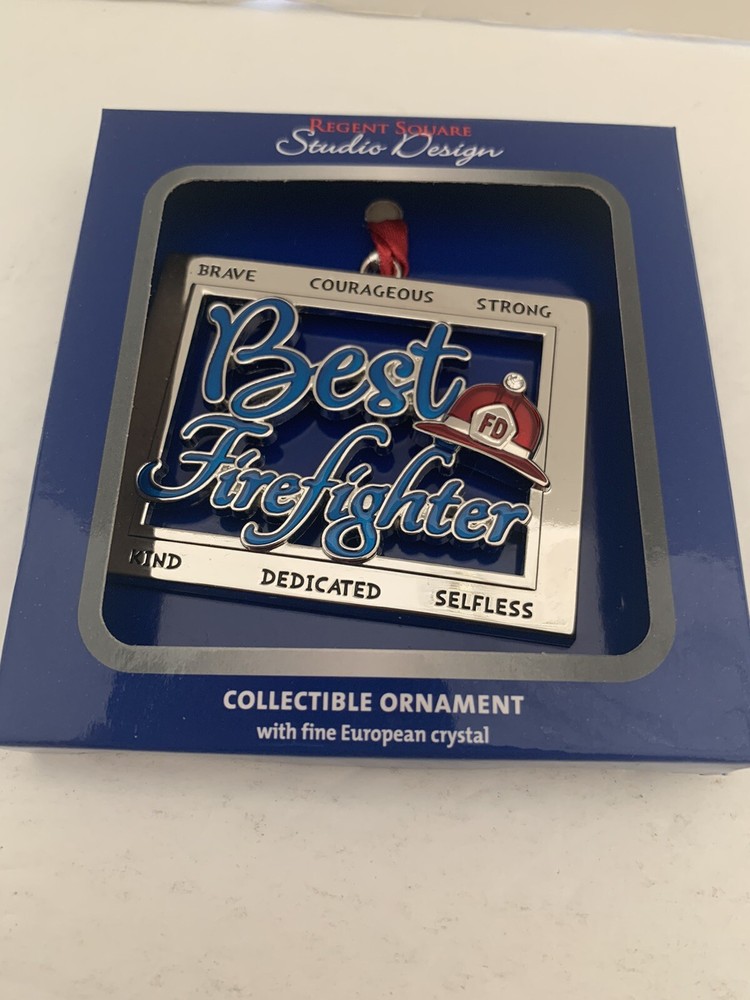 REGENT SQUARE
Studio Design
BRAVE COURAGEOUS STRONG
Best
FD
Firefighter
KIND DEDICATED SELFLESS
COLLECTIBLE ORNAMENT
with fine European crystal